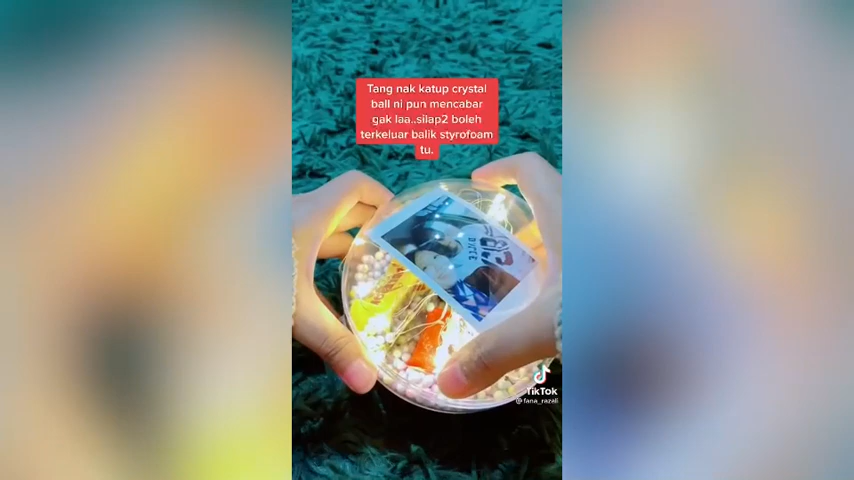 Tang nak katup crystal
ball ni pun mencabar
gak laa..silap2 boleh
terkeluar balik styrofoam
tu.
TikTok
@fana_razali